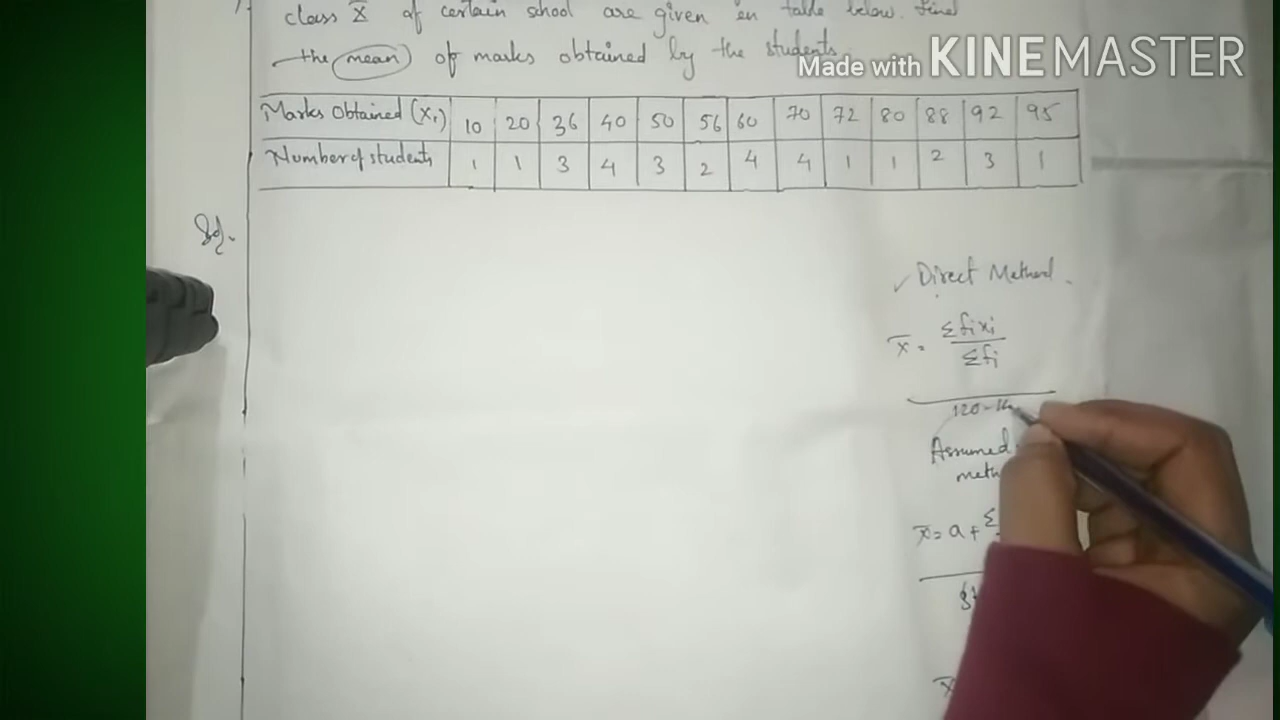 class X of certain school are given in table below. Find
the mean of marks obtained by the students.
Made with KINEMASTER
Marks Obtained (xi) 10 20 36 40 50 56 60 70 72 80 88 92 95
Number of students 1 1 3 4 3 2 4 4 1 1 2 3 1
Sol.
Direct Method.
x̄ = Σfixi / Σfi
120 -
Assumed
x̄ = a + Σ